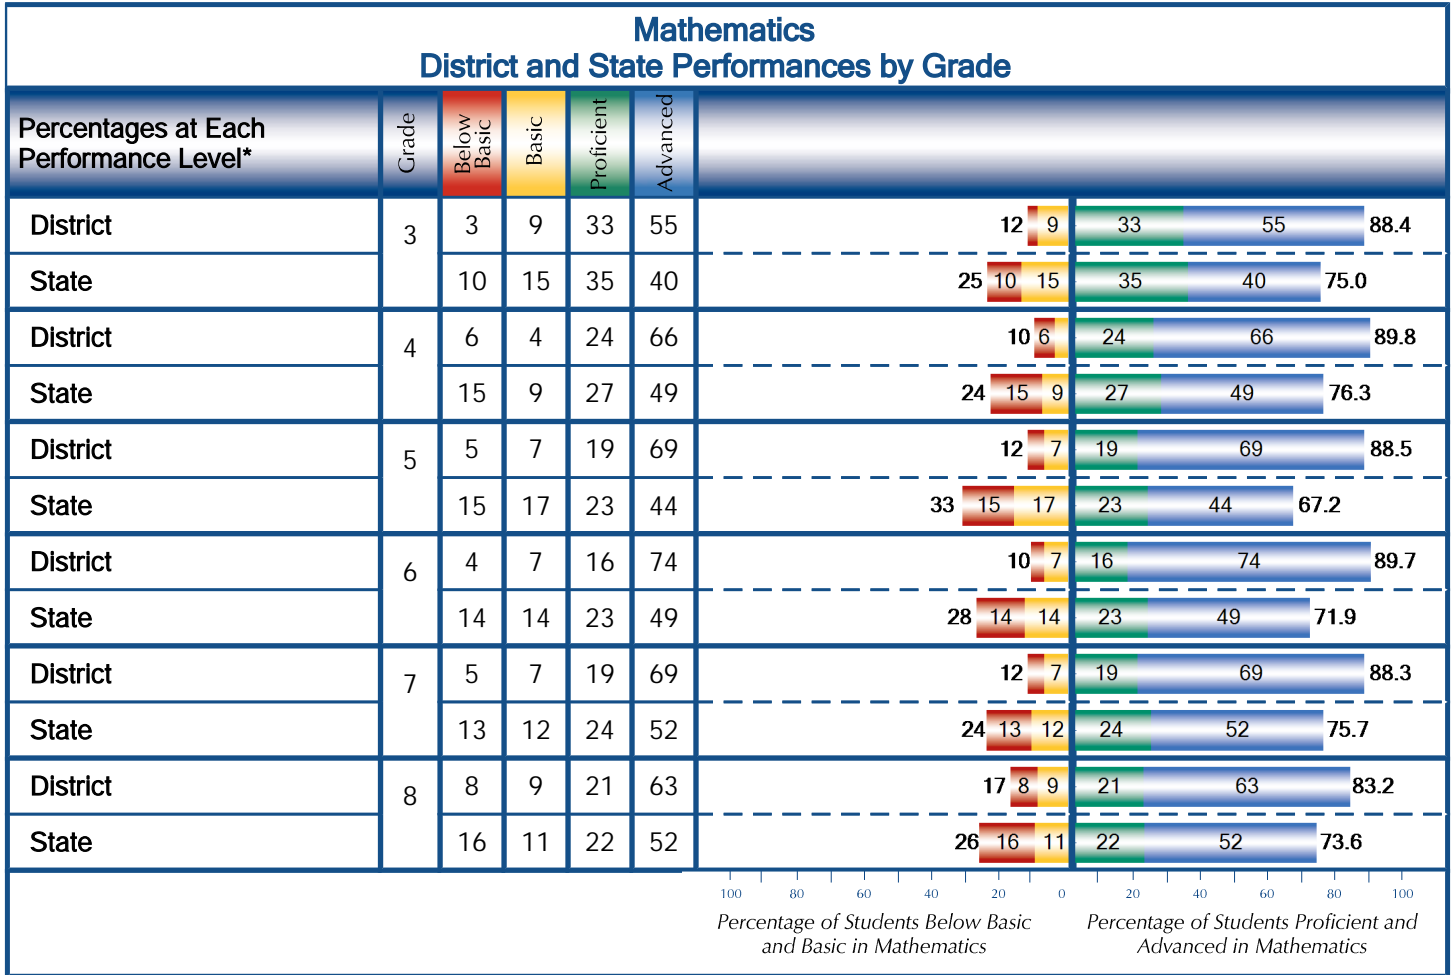 Mathematics
District and State Performances by Grade
Percentages at Each
Performance Level*
Grade
Below
Basic
Basic
Proficient
Advanced
District 3 3 9 33 55 12 9 33 55 88.4
State 10 15 35 40 25 10 15 35 40 75.0
District 4 6 4 24 66 10 6 24 66 89.8
State 15 9 27 49 24 15 9 27 49 76.3
District 5 5 7 19 69 12 7 19 69 88.5
State 15 17 23 44 33 15 17 23 44 67.2
District 6 4 7 16 74 10 7 16 74 89.7
State 14 14 23 49 28 14 14 23 49 71.9
District 7 5 7 19 69 12 7 19 69 88.3
State 13 12 24 52 24 13 12 24 52 75.7
District 8 8 9 21 63 17 8 9 21 63 83.2
State 16 11 22 52 26 16 11 22 52 73.6
100 80 60 40 20 0 20 40 60 80 100
Percentage of Students Below Basic
and Basic in Mathematics
Percentage of Students Proficient and
Advanced in Mathematics